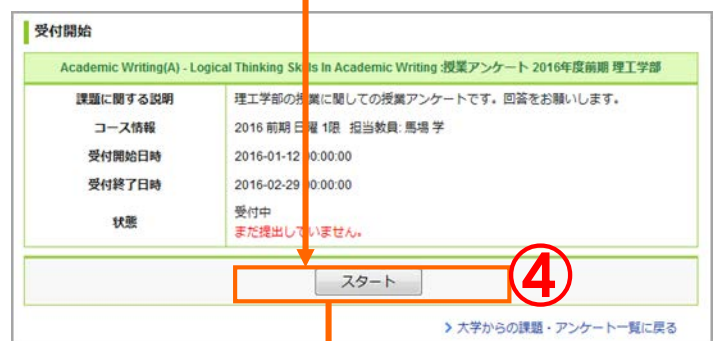 受付開始
Academic Writing(A) - Logical Thinking Skills In Academic Writing :授業アンケート 2016年度前期 理工学部
課題に関する説明 理工学部の授業に関しての授業アンケートです。回答をお願いします。
コース情報 2016 前期 日曜 1限 担当教員: 馬場 学
受付開始日時 2016-01-12 00:00:00
受付終了日時 2016-02-29 00:00:00
状態 受付中
まだ提出していません。
スタート ④
> 大学からの課題・アンケート一覧に戻る